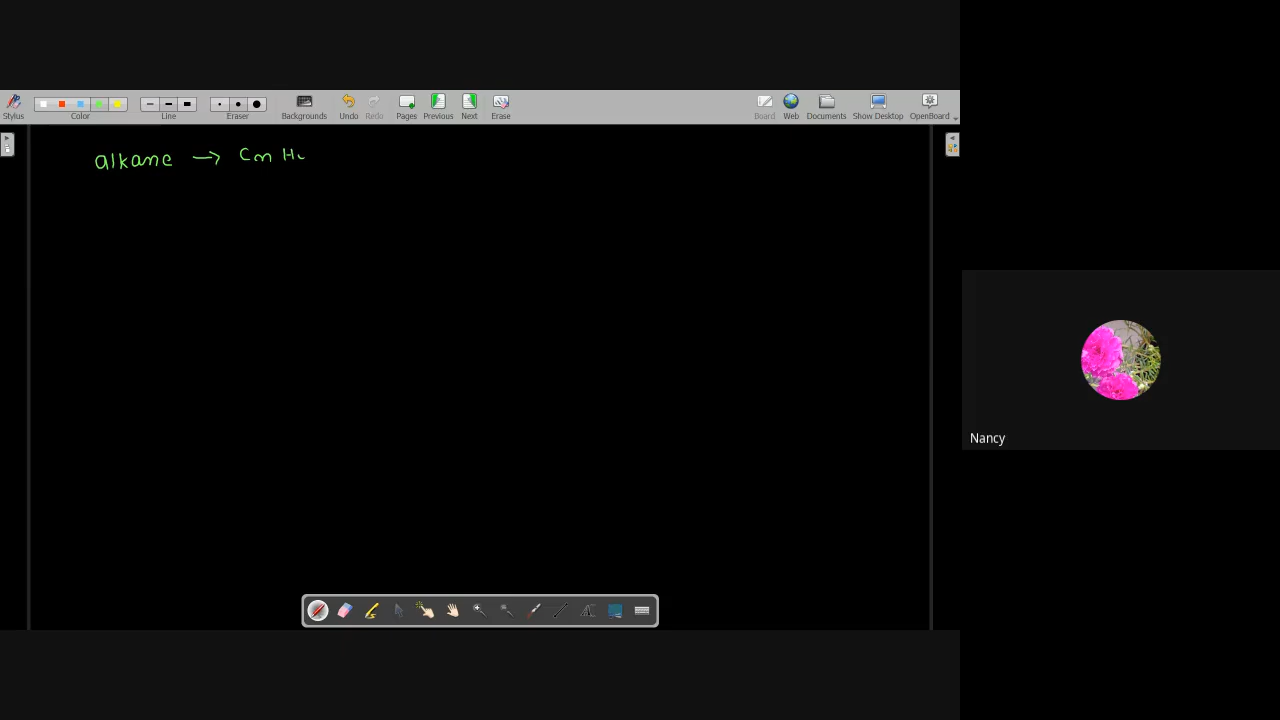 Stylus
Color
Line
Eraser
Backgrounds
Undo
Redo
Pages
Previous
Next
Erase
Board
Web
Documents
Show Desktop
OpenBoard
alkane → Cn H
Nancy